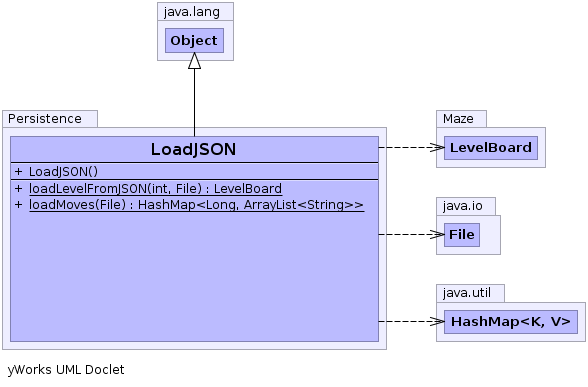 java.lang
Object
Persistence
LoadJSON
+ LoadJSON()
+ loadLevelFromJSON(int, File) : LevelBoard
+ loadMoves(File) : HashMap<Long, ArrayList<String>>
Maze
LevelBoard
java.io
File
java.util
HashMap<K, V>
yWorks UML Doclet